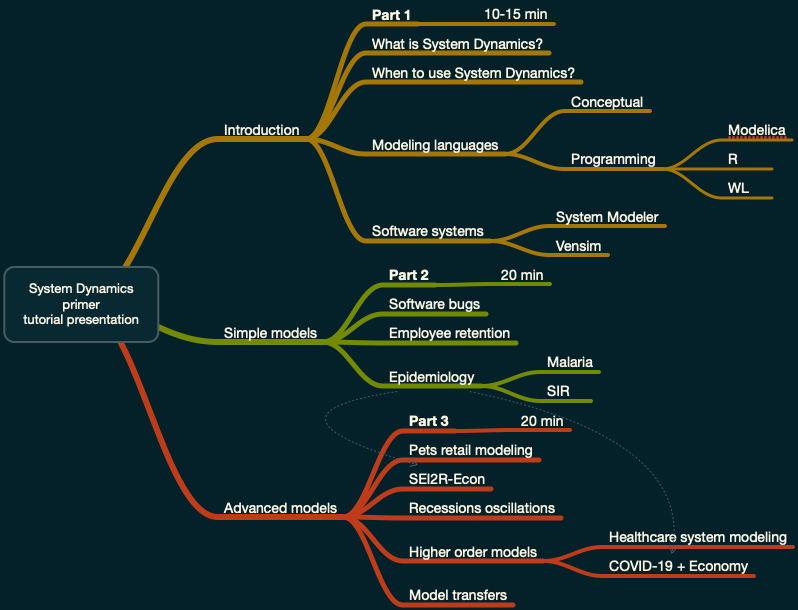 System Dynamics
primer
tutorial presentation
Introduction
Part 1 10-15 min
What is System Dynamics?
When to use System Dynamics?
Modeling languages
Conceptual
Programming
Modelica
R
WL
Software systems
System Modeler
Vensim
Simple models
Part 2 20 min
Software bugs
Employee retention
Epidemiology
Malaria
SIR
Advanced models
Part 3 20 min
Pets retail modeling
SEI2R-Econ
Recessions oscillations
Higher order models
Healthcare system modeling
COVID-19 + Economy
Model transfers